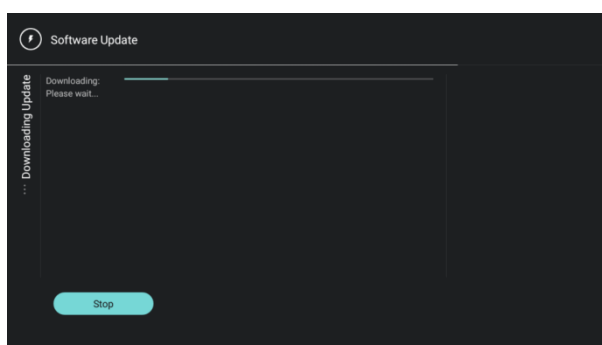 Software Update
... Downloading Update
Downloading:
Please wait...
Stop